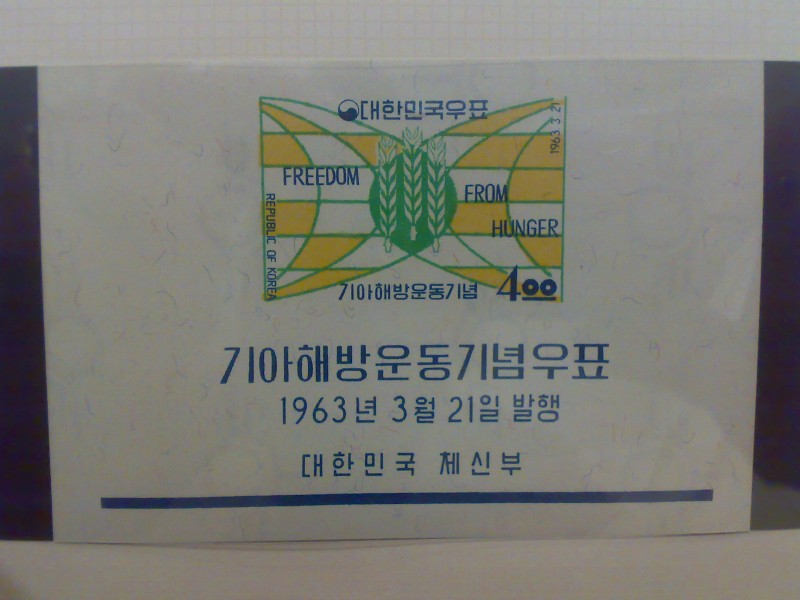 대한민국우표
1963 3 21
FREEDOM
FROM
HUNGER
REPUBLIC OF KOREA
기아해방운동기념
4.00
기아해방운동기념우표
1963년 3월 21일 발행
대한민국 체신부